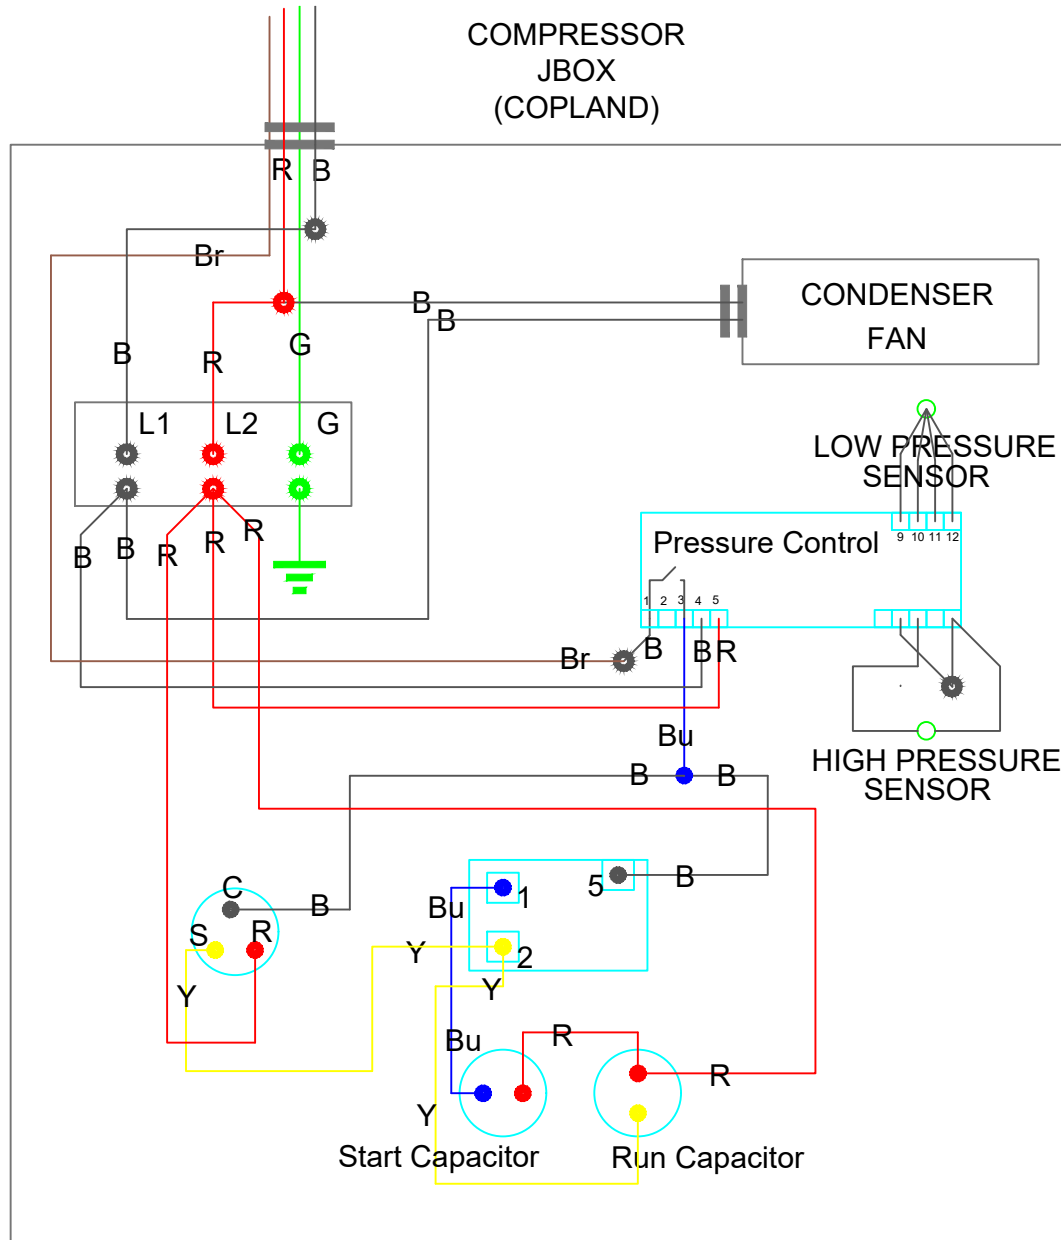 COMPRESSOR
JBOX
(COPLAND)
R B
Br
B
B
CONDENSER
FAN
B R G
L1 L2 G
LOW PRESSURE
SENSOR
B B R R R
Pressure Control
9 10 11 12
1 2 3 4 5
Br B B R
Bu
HIGH PRESSURE
SENSOR
B B
C
B
S R
Bu 1 5 B
Y 2
Y Y
Bu R
R
Y
Start Capacitor Run Capacitor